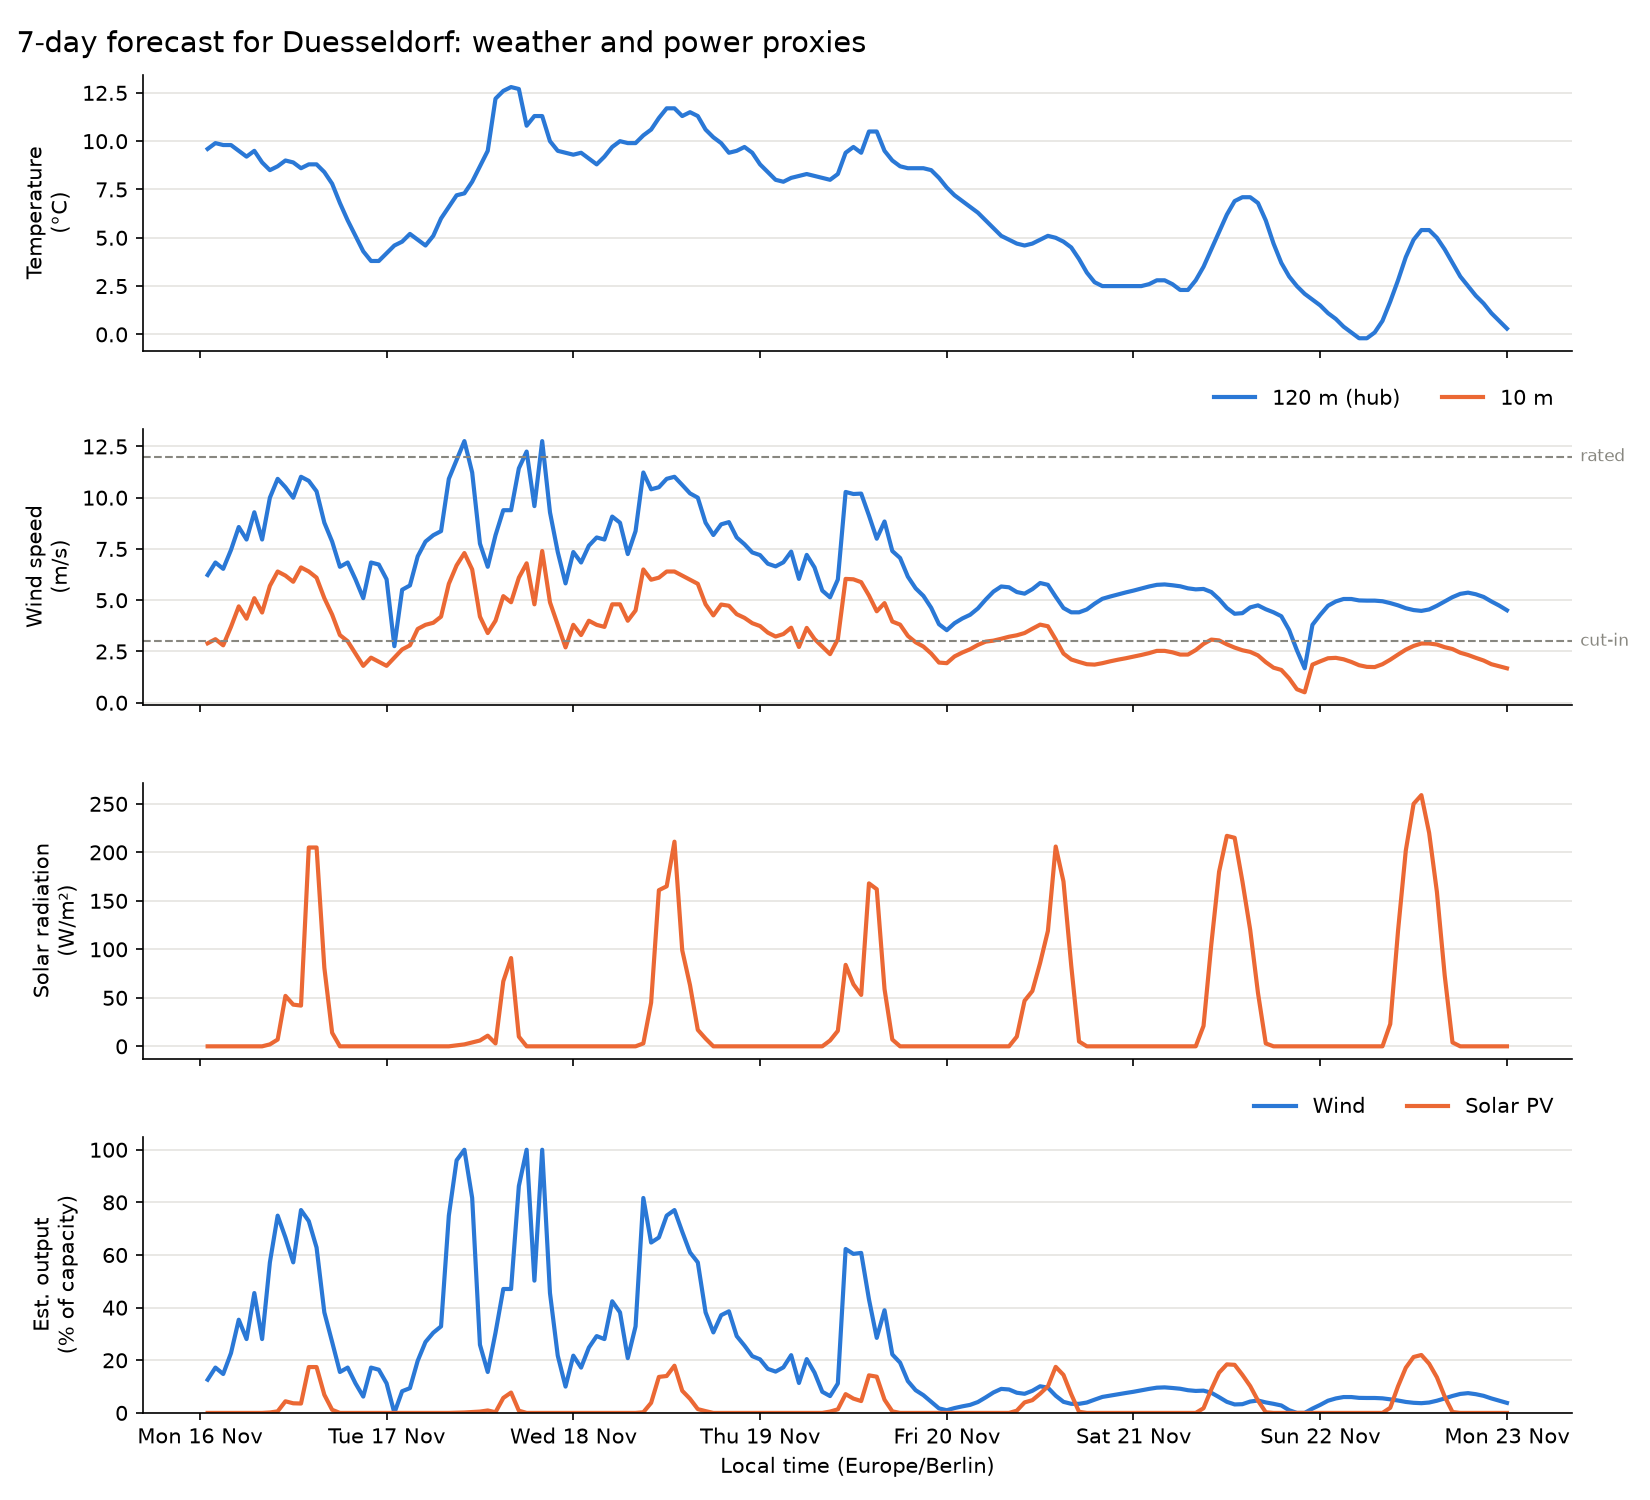 7-day forecast for Duesseldorf: weather and power proxies
Temperature
(°C)
12.5
10.0
7.5
5.0
2.5
0.0
120 m (hub)
10 m
Wind speed
(m/s)
12.5
10.0
7.5
5.0
2.5
0.0
rated
cut-in
Solar radiation
(W/m²)
250
200
150
100
50
0
Wind
Solar PV
Est. output
(% of capacity)
100
80
60
40
20
0
Mon 16 Nov
Tue 17 Nov
Wed 18 Nov
Thu 19 Nov
Fri 20 Nov
Sat 21 Nov
Sun 22 Nov
Mon 23 Nov
Local time (Europe/Berlin)